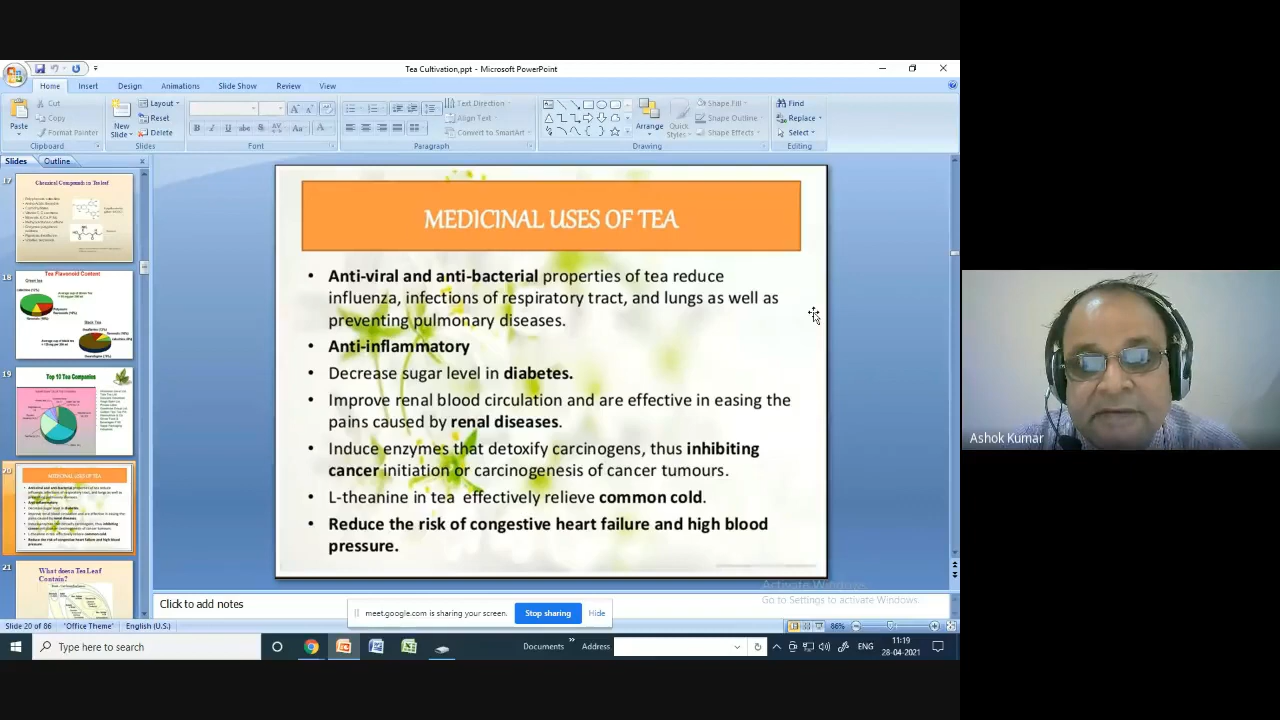 Tea Cultivation,ppt - Microsoft PowerPoint
Home Insert Design Animations Slide Show Review View
Paste
Cut
Copy
Format Painter
Clipboard
New Slide
Layout
Reset
Delete
Slides
Font
Text Direction
Align Text
Convert to SmartArt
Paragraph
Arrange
Quick Styles
Shape Fill
Shape Outline
Shape Effects
Drawing
Find
Replace
Select
Editing
Slides Outline
17
Chemical Compounds in Tea leaf
18
Tea Flavonoid Content
19
Top 10 Tea Companies
20
MEDICINAL USES OF TEA
21
What does a Tea Leaf
Contain?
MEDICINAL USES OF TEA
• Anti-viral and anti-bacterial properties of tea reduce
influenza, infections of respiratory tract, and lungs as well as
preventing pulmonary diseases.
• Anti-inflammatory
• Decrease sugar level in diabetes.
• Improve renal blood circulation and are effective in easing the
pains caused by renal diseases.
• Induce enzymes that detoxify carcinogens, thus inhibiting
cancer initiation or carcinogenesis of cancer tumours.
• L-theanine in tea effectively relieve common cold.
• Reduce the risk of congestive heart failure and high blood
pressure.
Activate Windows
Go to Settings to activate Windows.
Click to add notes
meet.google.com is sharing your screen. Stop sharing Hide
Slide 20 of 86 "Office Theme" English (U.S.) 86%
Type here to search
Documents Address ENG
11:19
28-04-2021
Ashok Kumar